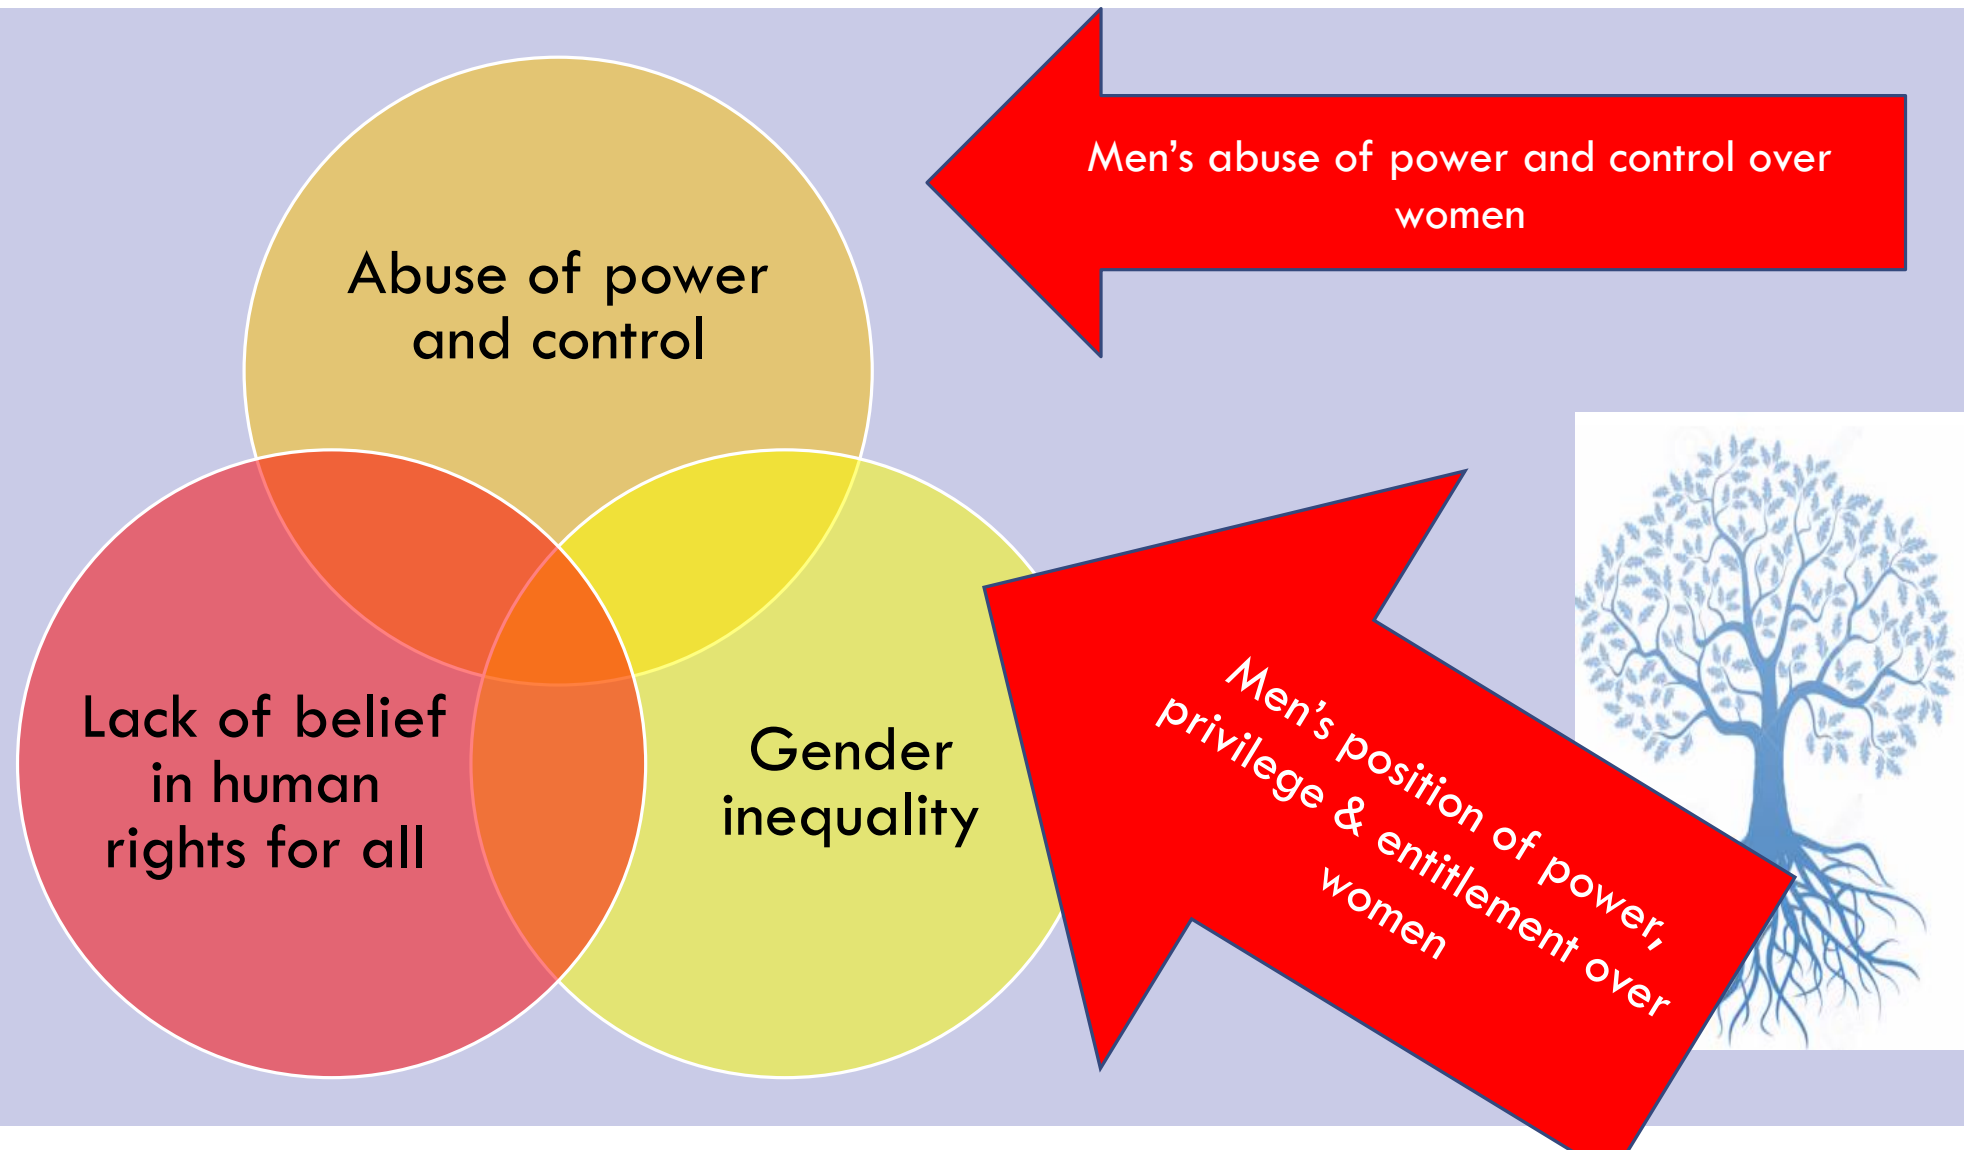 Men’s abuse of power and control over
women
Abuse of power
and control
Lack of belief
in human
rights for all
Gender
inequality
Men’s position of power,
privilege & entitlement over
women